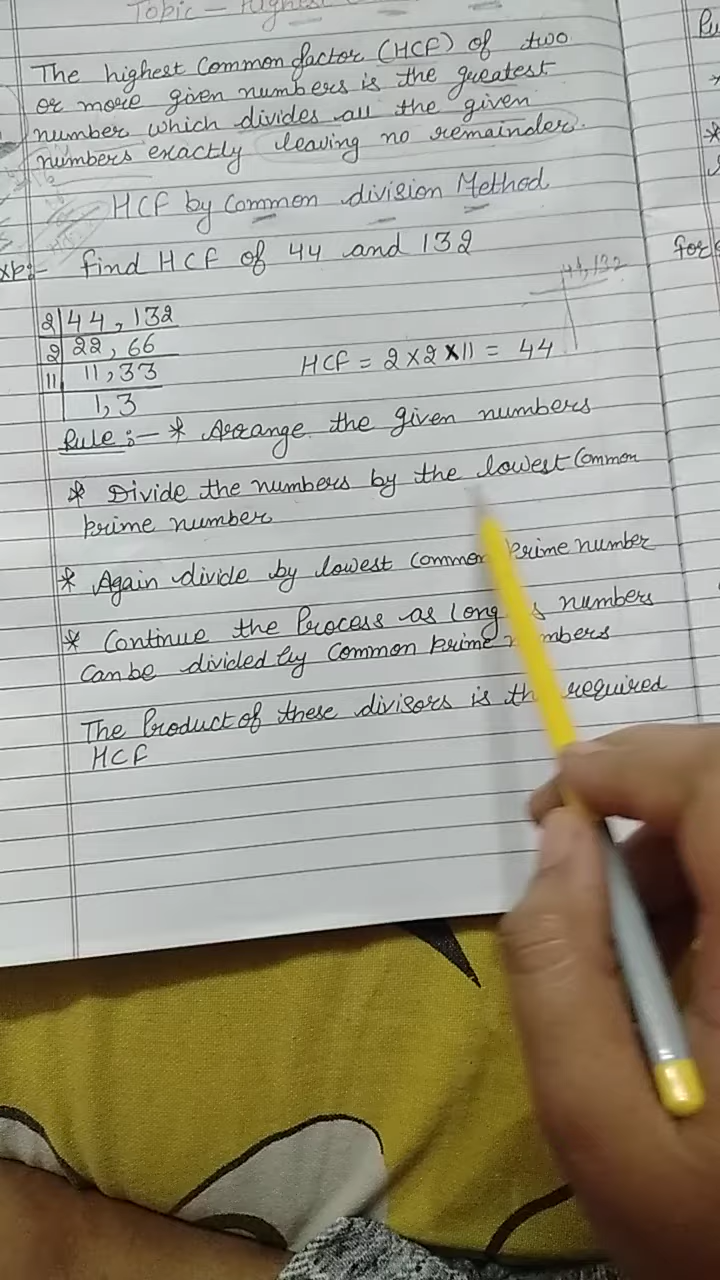 Topic - Highest
The highest Common factor (HCF) of two
or more given numbers is the greatest
number which divides all the given
numbers exactly leaving no remainder.
HCF by Common division Method
Find HCF of 44 and 132
44, 132
2 44, 132
2 22, 66
11 11, 33
1, 3
HCF = 2 × 2 × 11 = 44
Rule :- * Arrange the given numbers
* Divide the numbers by the lowest Common
Prime number
* Again divide by lowest Common Prime number
* Continue the Process as long numbers
can be divided by Common Prime numbers
The Product of these divisors is the required
HCF
for